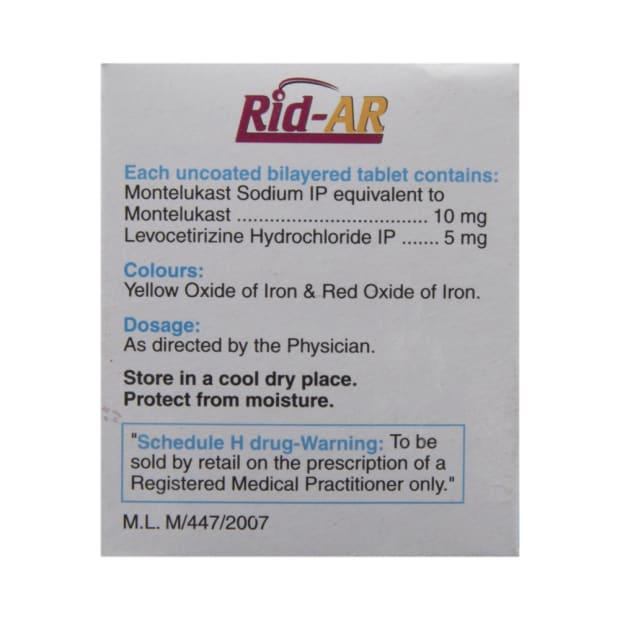 Rid-AR
Each uncoated bilayered tablet contains:
Montelukast Sodium IP equivalent to
Montelukast .................................. 10 mg
Levocetirizine Hydrochloride IP ....... 5 mg
Colours:
Yellow Oxide of Iron & Red Oxide of Iron.
Dosage:
As directed by the Physician.
Store in a cool dry place.
Protect from moisture.
"Schedule H drug-Warning: To be
sold by retail on the prescription of a
Registered Medical Practitioner only."
M.L. M/447/2007